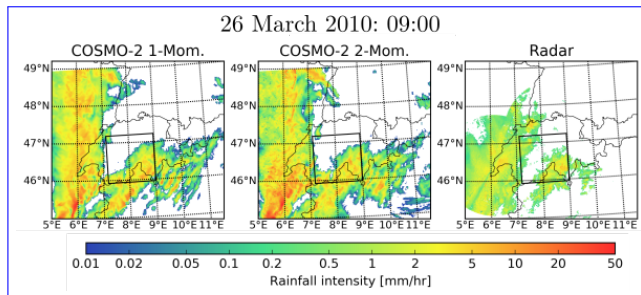 26 March 2010: 09:00
COSMO-2 1-Mom. COSMO-2 2-Mom. Radar
49°N 49°N 49°N
48°N 48°N 48°N
47°N 47°N 47°N
46°N 46°N 46°N
5°E 6°E 7°E 8°E 9°E 10°E 11°E 5°E 6°E 7°E 8°E 9°E 10°E 11°E 5°E 6°E 7°E 8°E 9°E 10°E 11°E
0.01 0.02 0.05 0.1 0.2 0.5 1 2 5 10 20 50
Rainfall intensity [mm/hr]